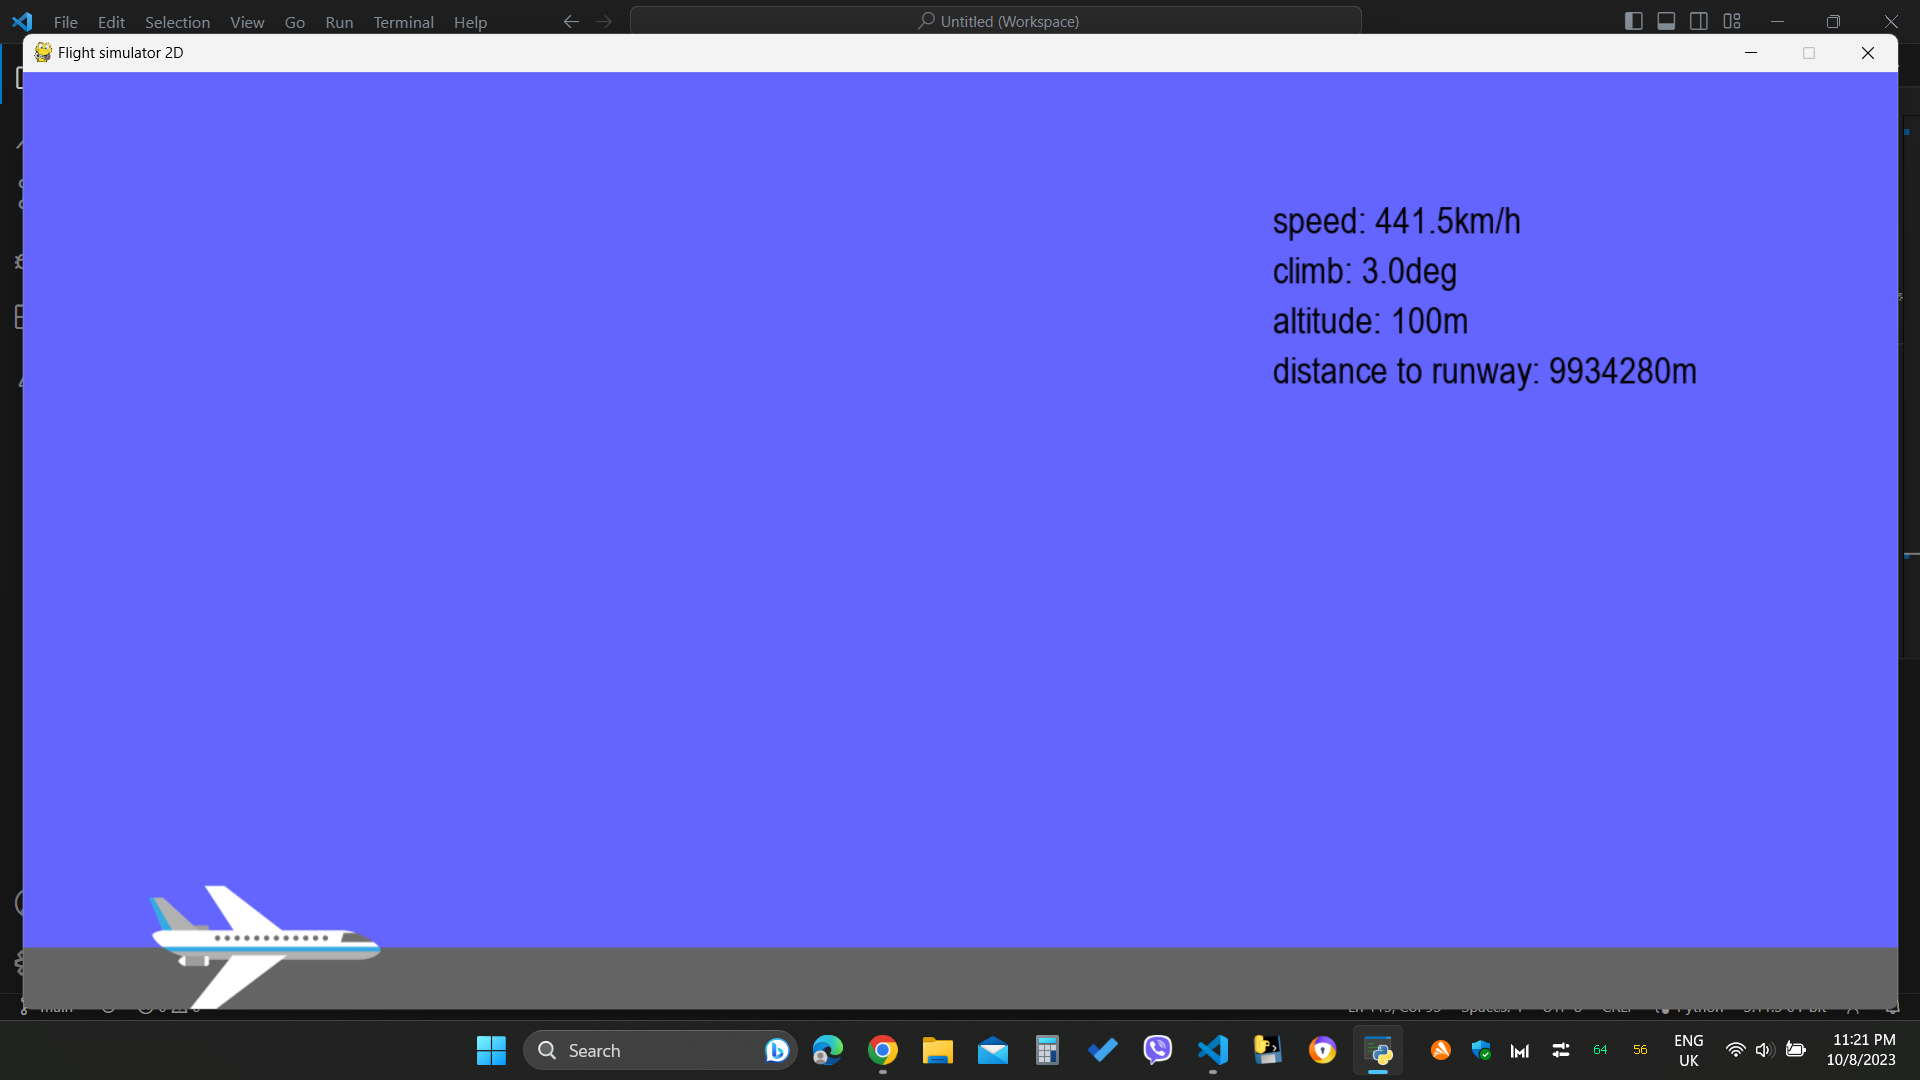 File Edit Selection View Go Run Terminal Help
Untitled (Workspace)
Flight simulator 2D
speed: 441.5km/h
climb: 3.0deg
altitude: 100m
distance to runway: 9934280m
Search
64
56
ENG
UK
11:21 PM
10/8/2023